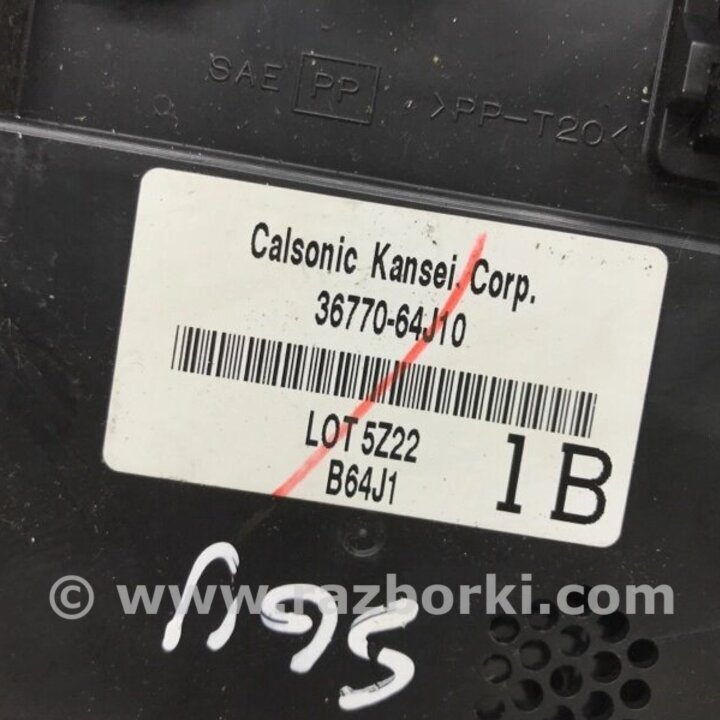 SAE PP >PP-T20<
Calsonic Kansei Corp.
36770-64J10
LOT 5Z22
B64J1
1B
© www.razborki.com